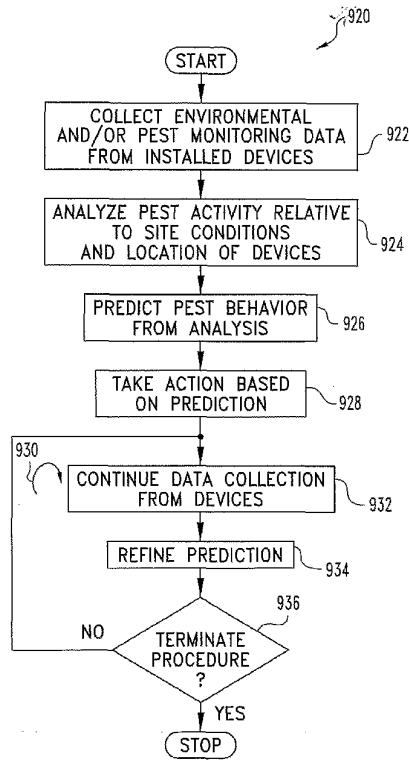 920
START
COLLECT ENVIRONMENTAL
AND/OR PEST MONITORING DATA
FROM INSTALLED DEVICES
922
ANALYZE PEST ACTIVITY RELATIVE
TO SITE CONDITIONS
AND LOCATION OF DEVICES
924
PREDICT PEST BEHAVIOR
FROM ANALYSIS
926
TAKE ACTION BASED
ON PREDICTION
928
930
CONTINUE DATA COLLECTION
FROM DEVICES
932
REFINE PREDICTION
934
936
NO
TERMINATE
PROCEDURE
?
YES
STOP